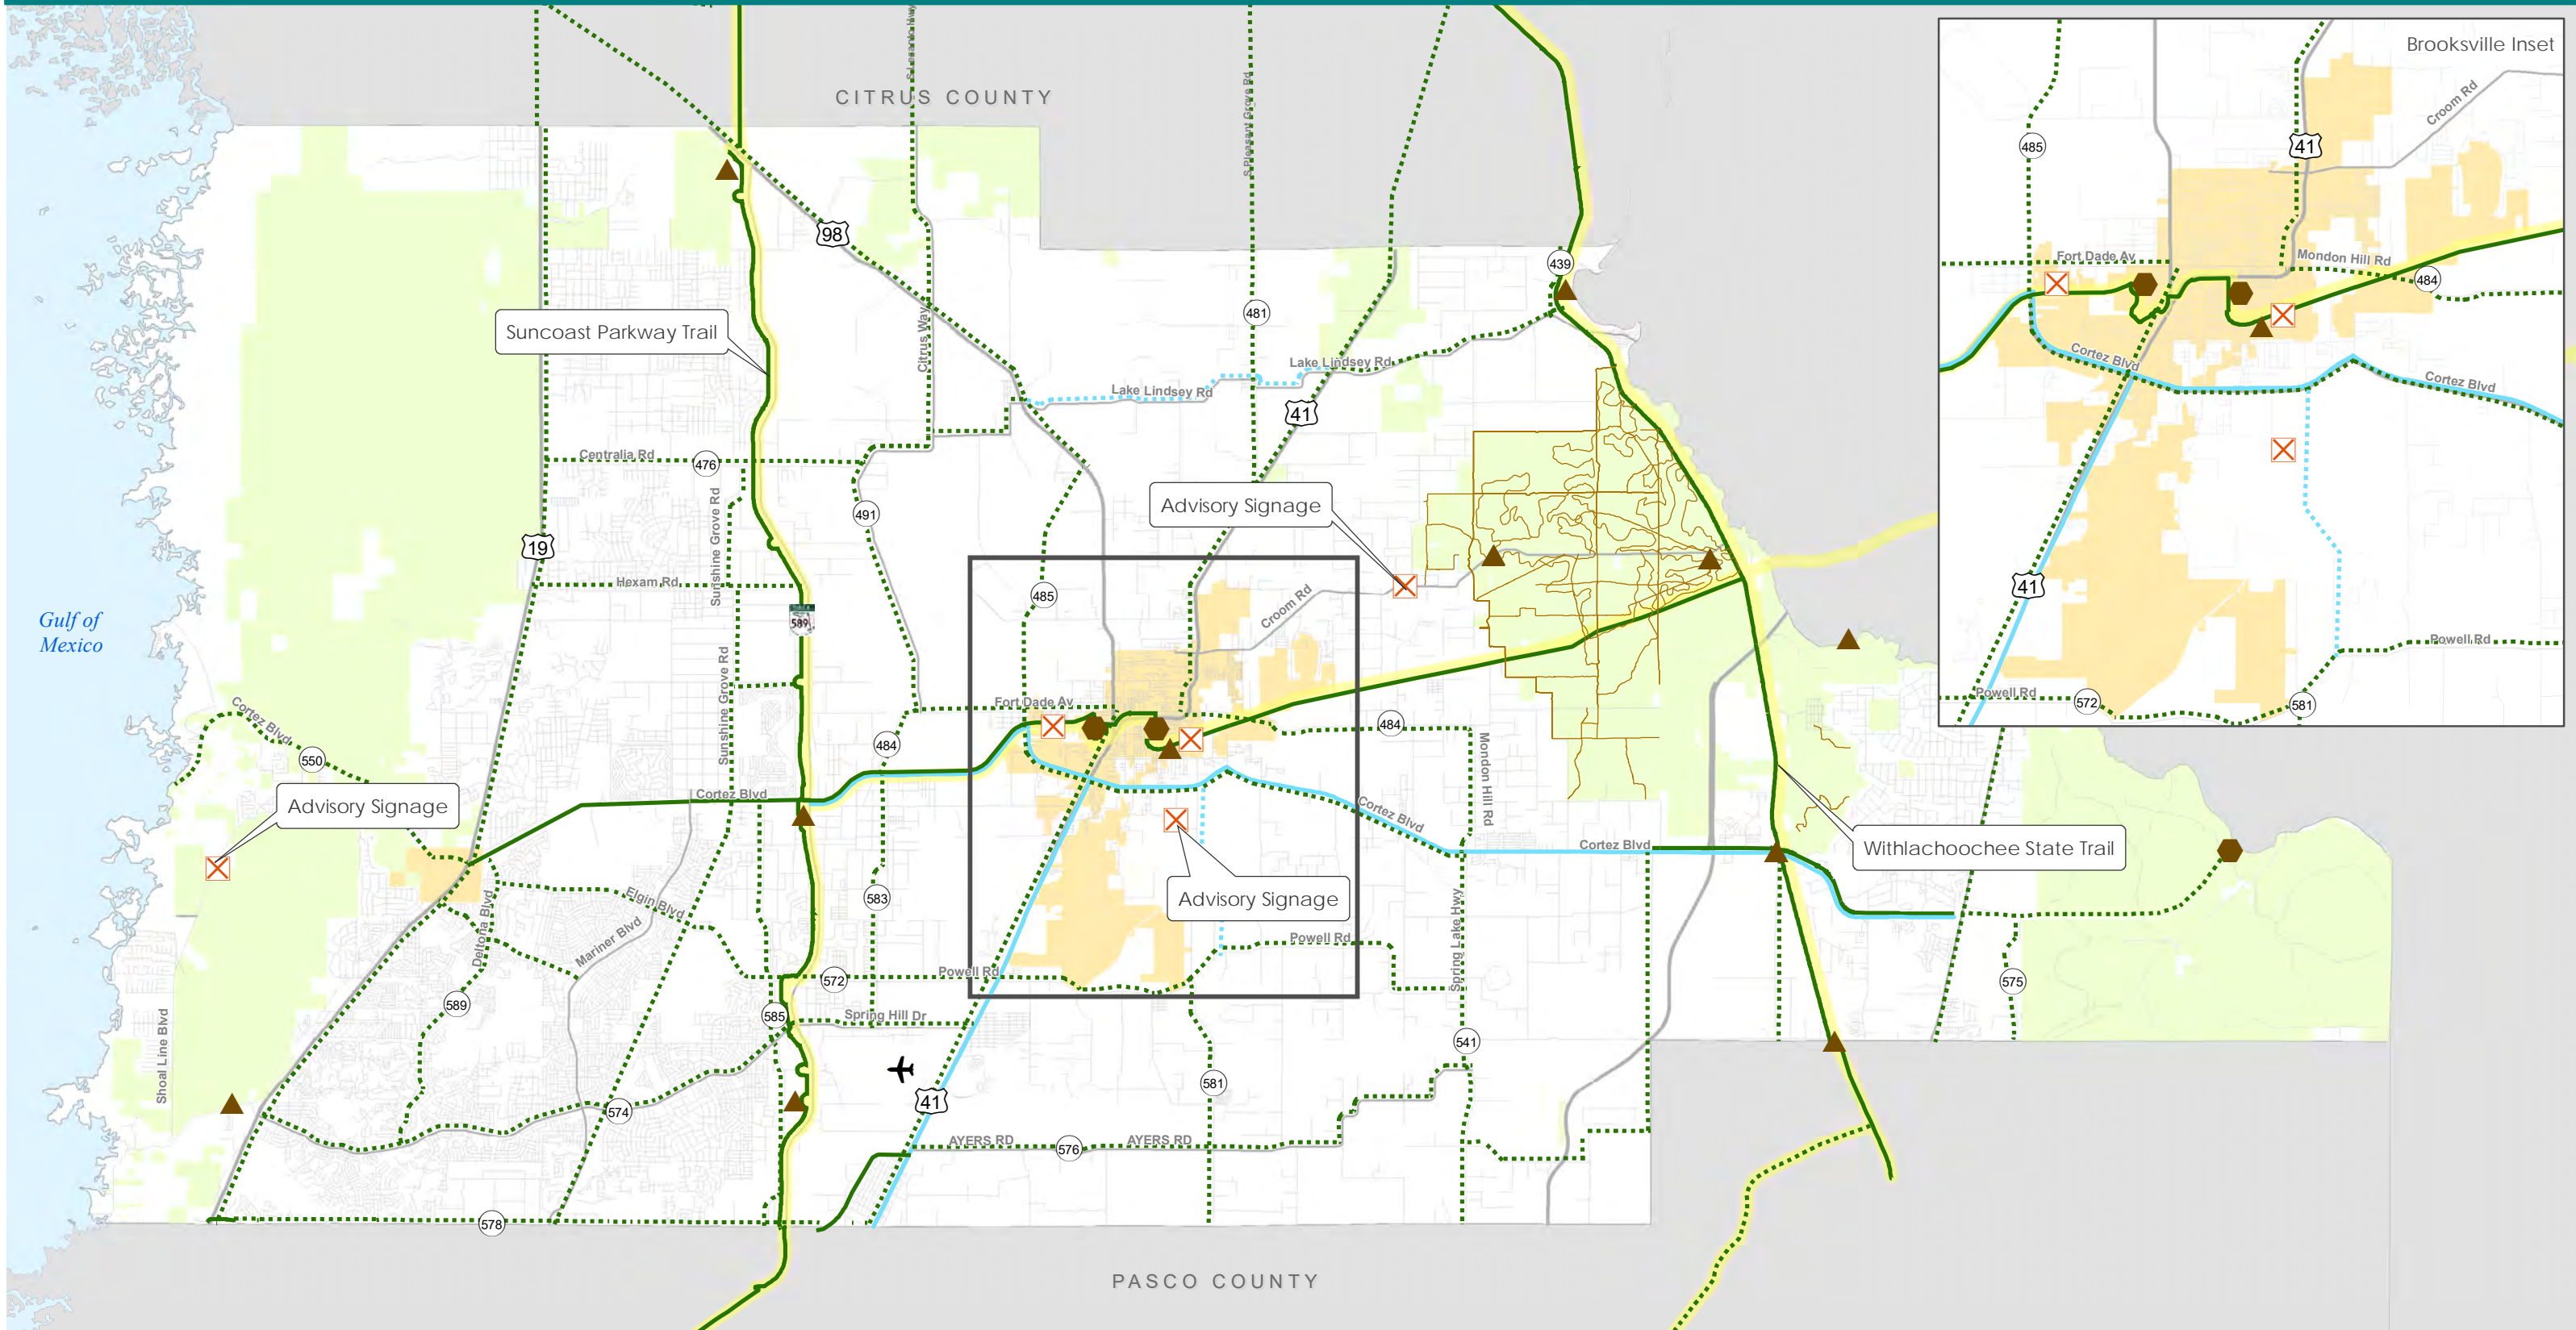 CITRUS COUNTY
S Pleasant Grove Rd
Brooksville Inset
Croom Rd
41
485
Fort Dade Av
Mondon Hill Rd
484
Cortez Blvd
Cortez Blvd
41
Powell Rd
Powell Rd
572
581
98
439
481
Suncoast Parkway Trail
Citrus Way
Lake Lindsey Rd
Lake Lindsey Rd
41
Centralia Rd
476
Sunshine Grove Rd
491
Advisory Signage
19
Hexam Rd
589
485
Croom Rd
Gulf of
Mexico
Sunshine Grove Rd
Fort Dade Av
Cortez Blvd
550
484
484
Mondon Hill Rd
Advisory Signage
Cortez Blvd
Cortez Blvd
Cortez Blvd
Withlachoochee State Trail
Elgin Blvd
583
Advisory Signage
Deltona Blvd
Mariner Blvd
Powell Rd
Powell Rd
Spring Lake Hwy
572
575
589
585
Spring Hill Dr
Shoal Line Blvd
541
581
574
41
AYERS RD
576
AYERS RD
578
PASCO COUNTY